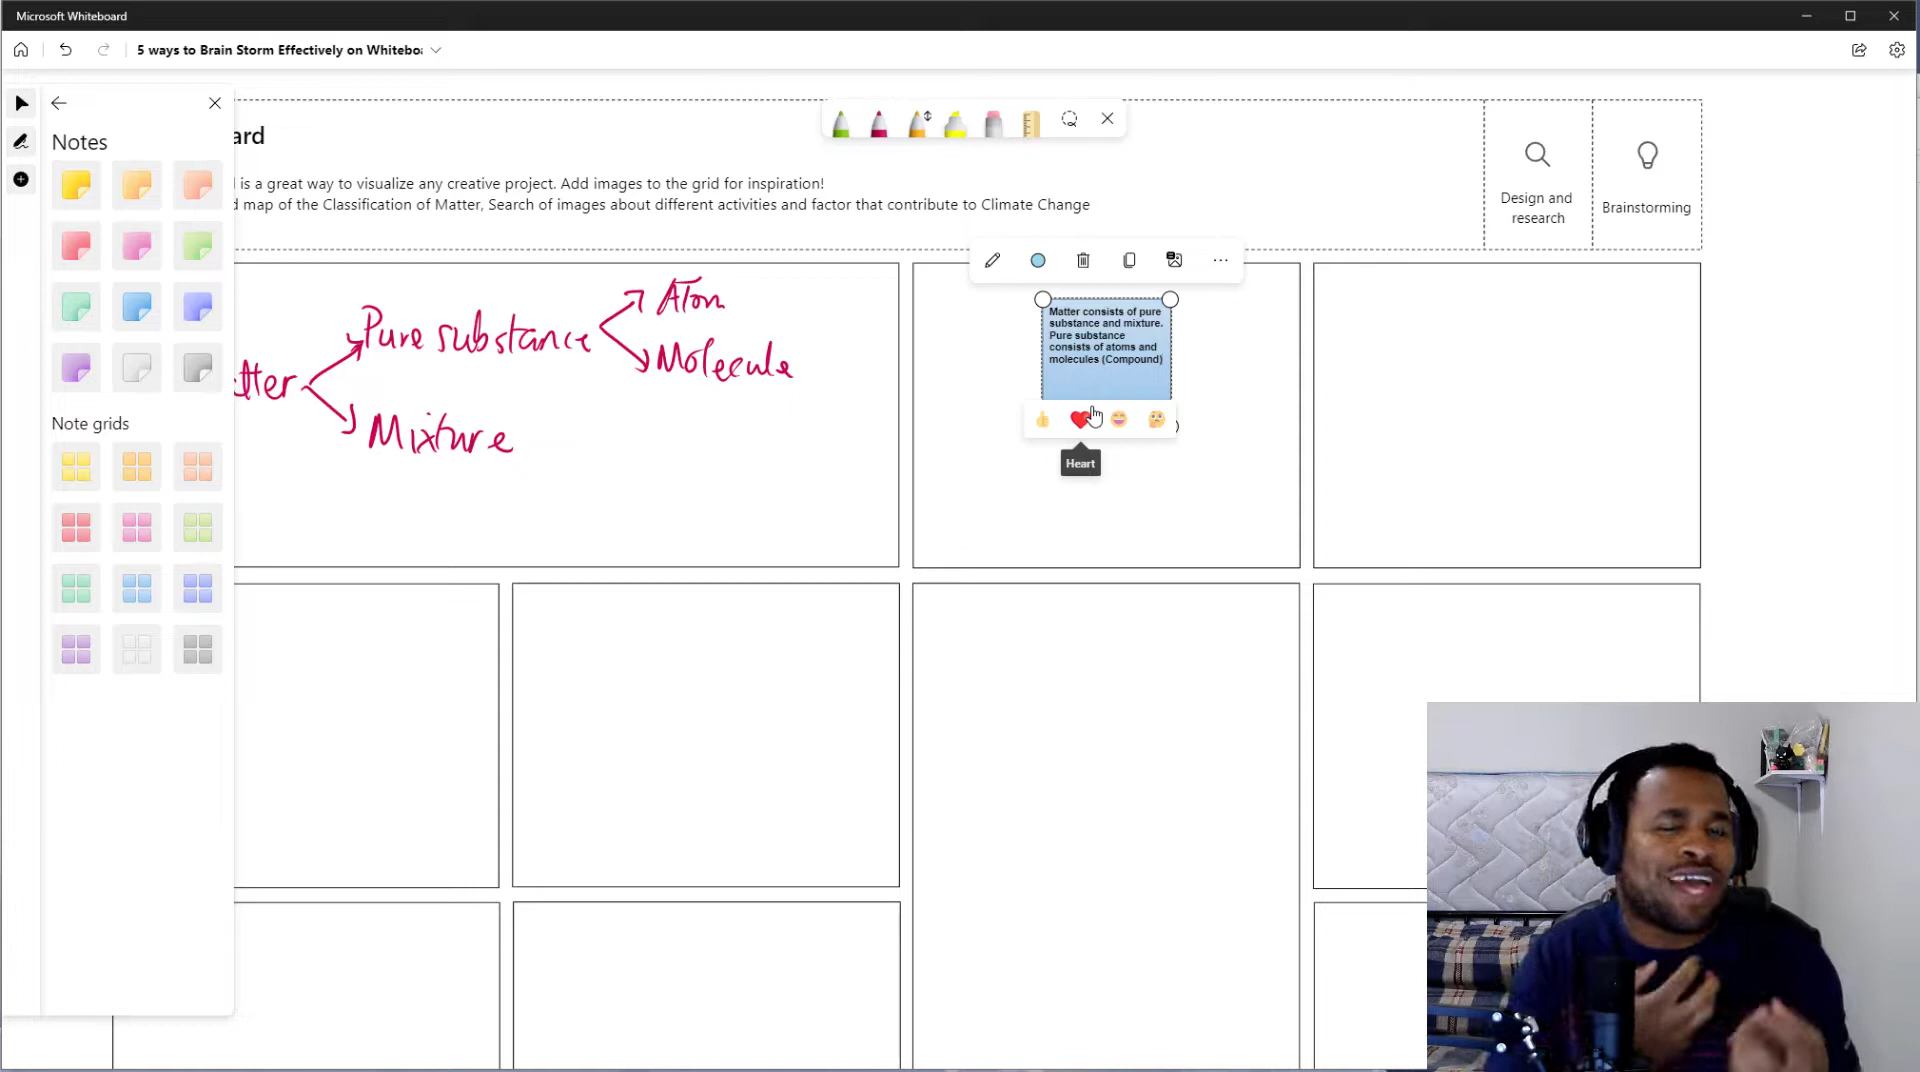 Microsoft Whiteboard
5 ways to Brain Storm Effectively on Whitebo
Notes
Note grids
ard
is a great way to visualize any creative project. Add images to the grid for inspiration!
d map of the Classification of Matter, Search of images about different activities and factor that contribute to Climate Change
Design and
research
Brainstorming
tter
Pure substance
Atom
Molecule
Mixture
Matter consists of pure
substance and mixture.
Pure substance
consists of atoms and
molecules (Compound)
Heart